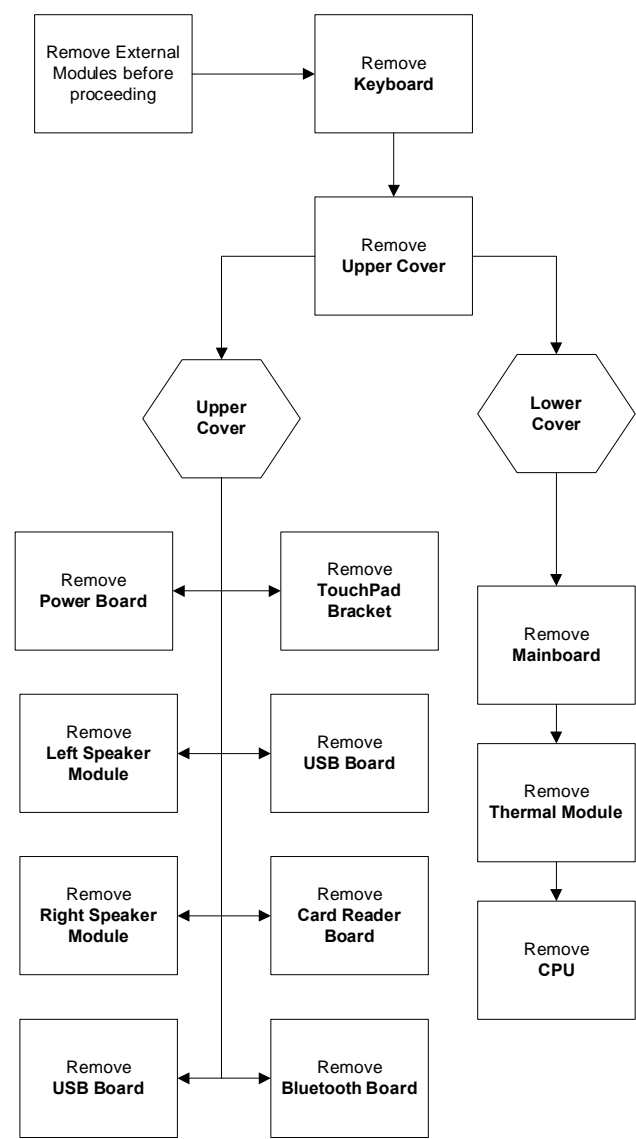 Remove External
Modules before
proceeding
Remove
Keyboard
Remove
Upper Cover
Upper
Cover
Lower
Cover
Remove
Power Board
Remove
TouchPad
Bracket
Remove
Mainboard
Remove
Left Speaker
Module
Remove
USB Board
Remove
Thermal Module
Remove
Right Speaker
Module
Remove
Card Reader
Board
Remove
CPU
Remove
USB Board
Remove
Bluetooth Board